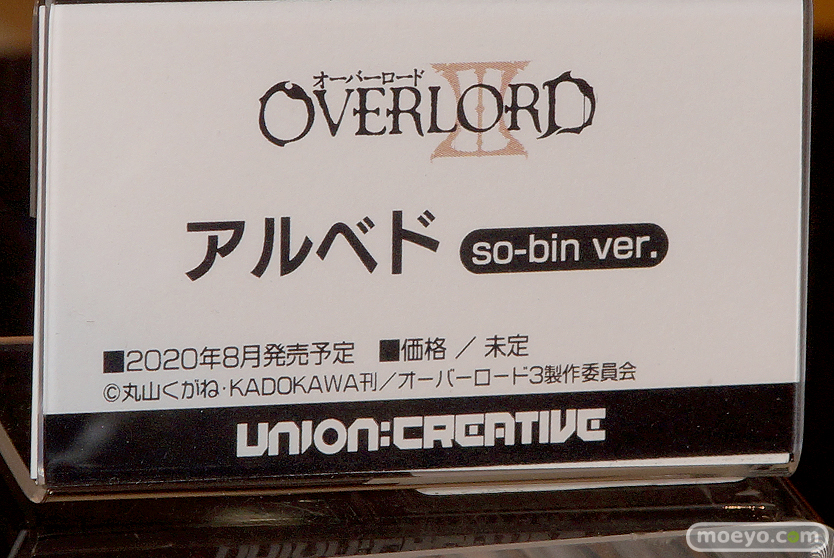 オーバーロード
OVERLORD III
アルベド so-bin ver.
■2020年8月発売予定 ■価格／未定
©丸山くがね・KADOKAWA刊／オーバーロード3製作委員会
UNION:CREATIVE
moeyo.com